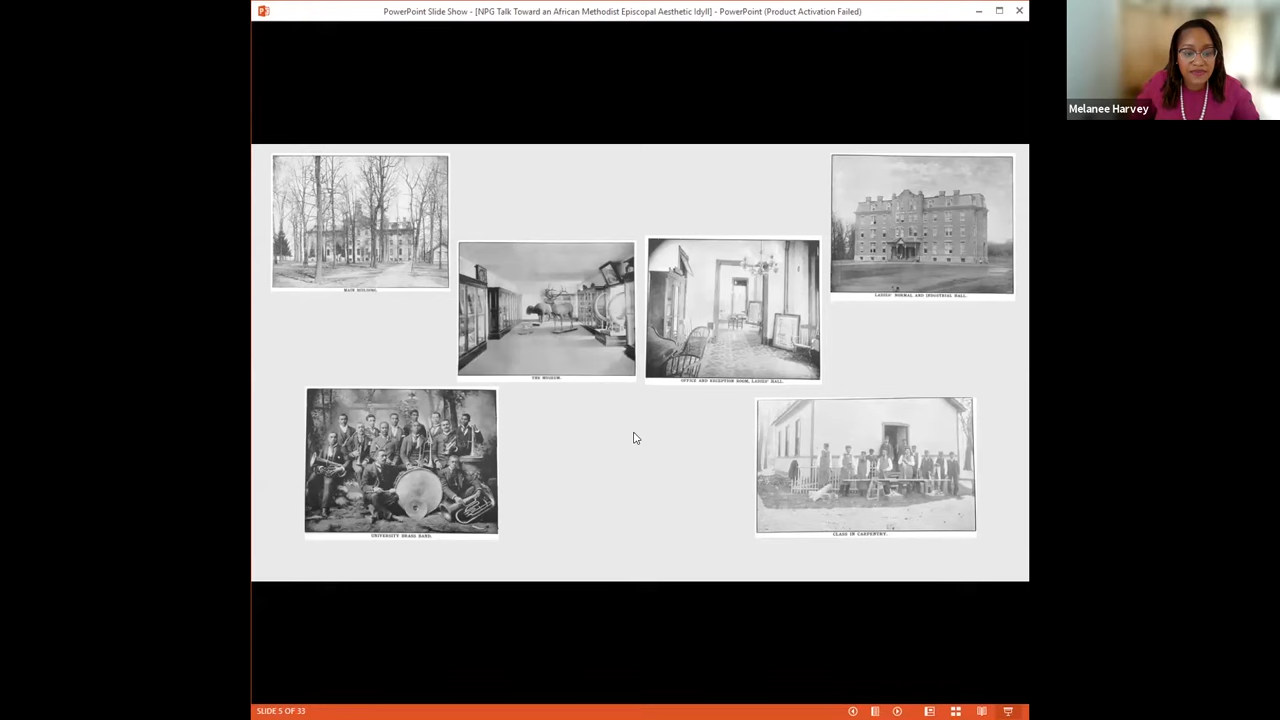 PowerPoint Slide Show - [NPG Talk Toward an African Methodist Episcopal Aesthetic Idyll] - PowerPoint (Product Activation Failed)
Melanee Harvey
MAIN BUILDING.
LADIES' NORMAL AND INDUSTRIAL HALL.
THE MUSEUM.
OFFICE AND RECEPTION ROOM, LADIES' HALL.
UNIVERSITY BRASS BAND.
CLASS IN CARPENTRY.
SLIDE 5 OF 33